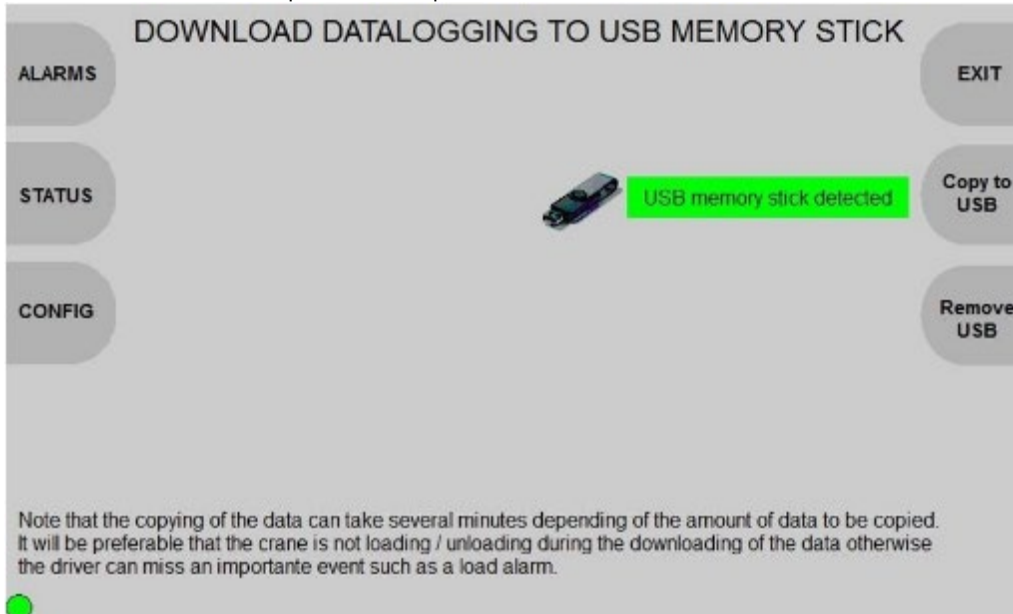 DOWNLOAD DATALOGGING TO USB MEMORY STICK
ALARMS
EXIT
STATUS
USB memory stick detected
Copy to
USB
CONFIG
Remove
USB
Note that the copying of the data can take several minutes depending of the amount of data to be copied.
It will be preferable that the crane is not loading / unloading during the downloading of the data otherwise
the driver can miss an importante event such as a load alarm.